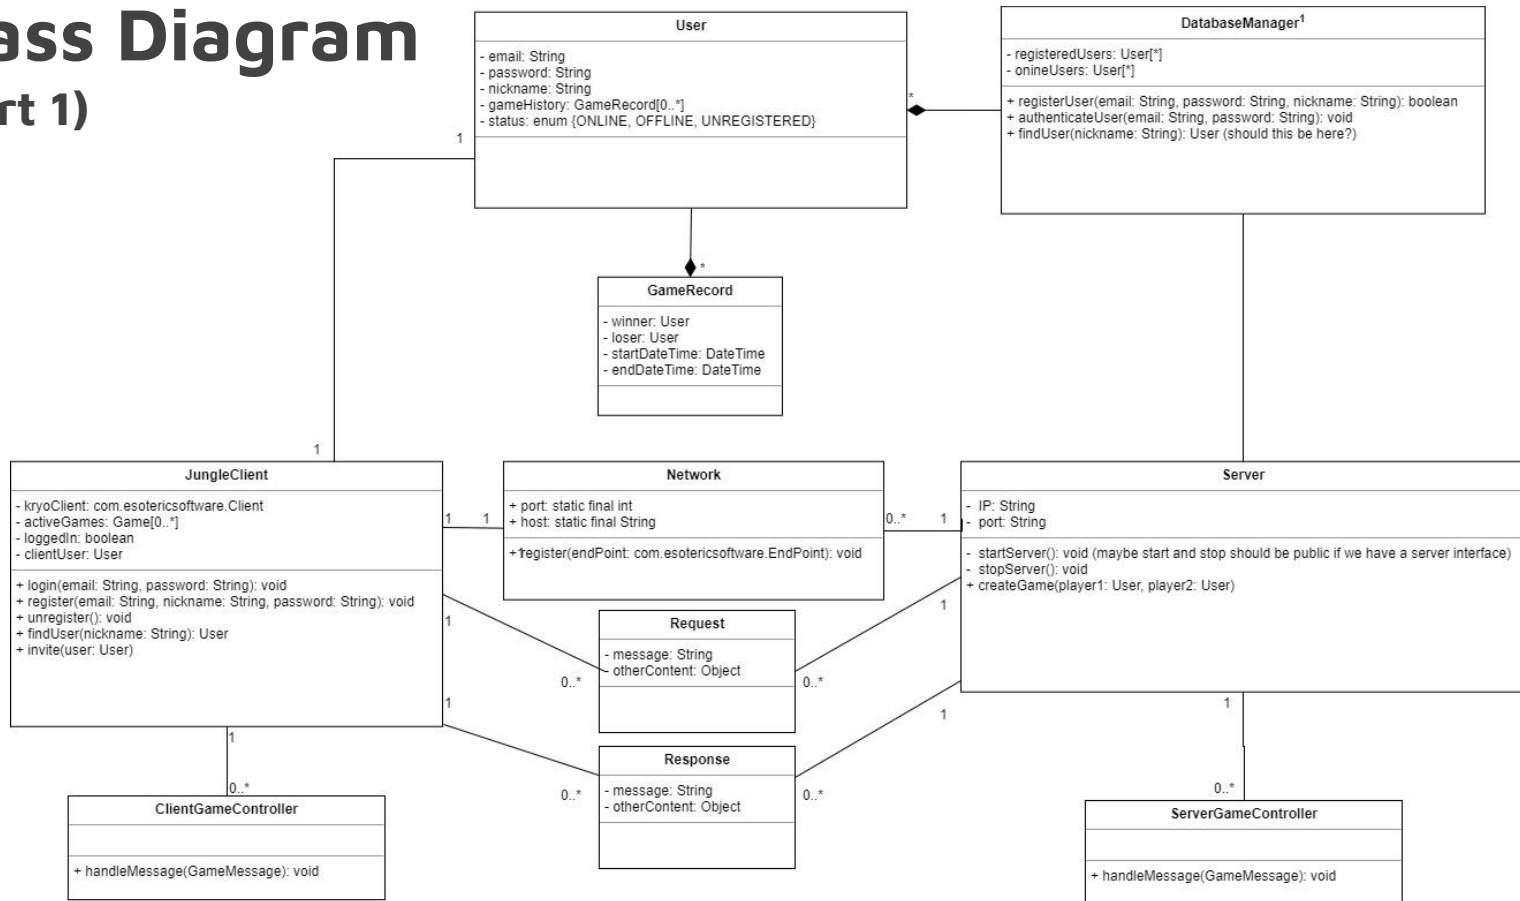 ass Diagram
rt 1)
User
- email: String
- password: String
- nickname: String
- gameHistory: GameRecord[0..*]
- status: enum {ONLINE, OFFLINE, UNREGISTERED}
DatabaseManager¹
- registeredUsers: User[*]
- onineUsers: User[*]
+ registerUser(email: String, password: String, nickname: String): boolean
+ authenticateUser(email: String, password: String): void
+ findUser(nickname: String): User (should this be here?)
*
1
*
GameRecord
- winner: User
- loser: User
- startDateTime: DateTime
- endDateTime: DateTime
1
JungleClient
- kryoClient: com.esotericsoftware.Client
- activeGames: Game[0..*]
- loggedIn: boolean
- clientUser: User
+ login(email: String, password: String): void
+ register(email: String, nickname: String, password: String): void
+ unregister(): void
+ findUser(nickname: String): User
+ invite(user: User)
1
1
Network
+ port: static final int
+ host: static final String
+1register(endPoint: com.esotericsoftware.EndPoint): void
0..*
1
Server
- IP: String
- port: String
- startServer(): void (maybe start and stop should be public if we have a server interface)
- stopServer(): void
+ createGame(player1: User, player2: User)
1
1
Request
- message: String
- otherContent: Object
0..*
0..*
1
1
Response
- message: String
- otherContent: Object
0..*
0..*
1
0..*
ClientGameController
+ handleMessage(GameMessage): void
1
0..*
ServerGameController
+ handleMessage(GameMessage): void